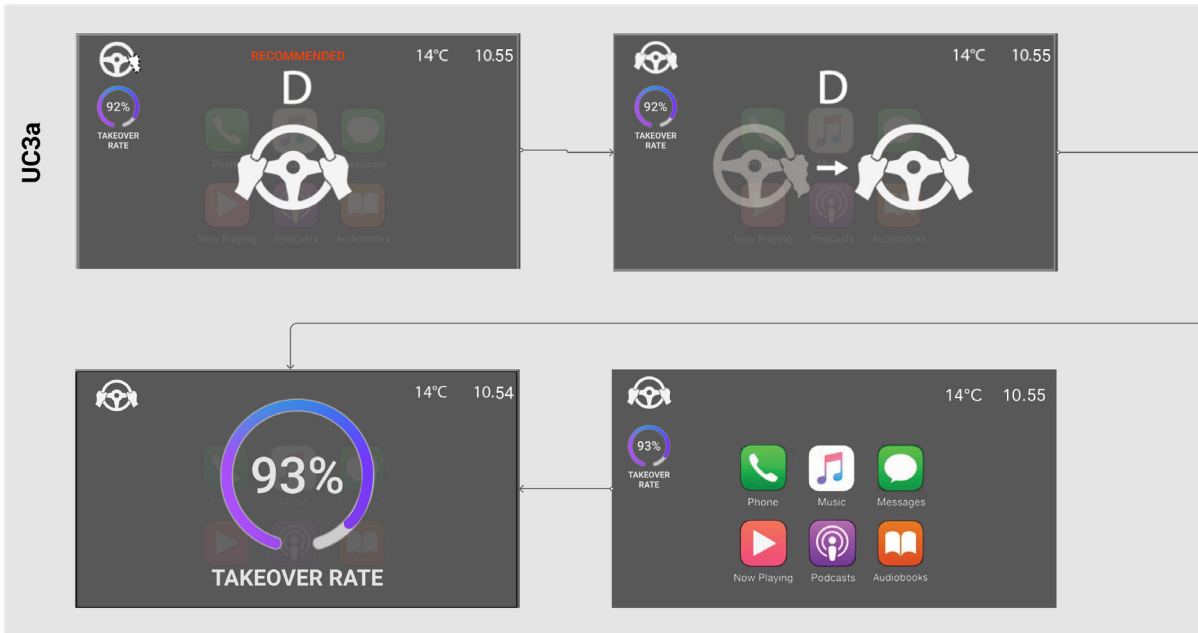 UC3a
RECOMMENDED
14°C 10.55
D
92%
TAKEOVER
RATE
Phone
Messages
Now Playing Podcasts Audiobooks
14°C 10.55
D
92%
TAKEOVER
RATE
Now Playing Podcasts Audiobooks
14°C 10.54
93%
TAKEOVER RATE
14°C 10.55
93%
TAKEOVER
RATE
Phone Music Messages
Now Playing Podcasts Audiobooks